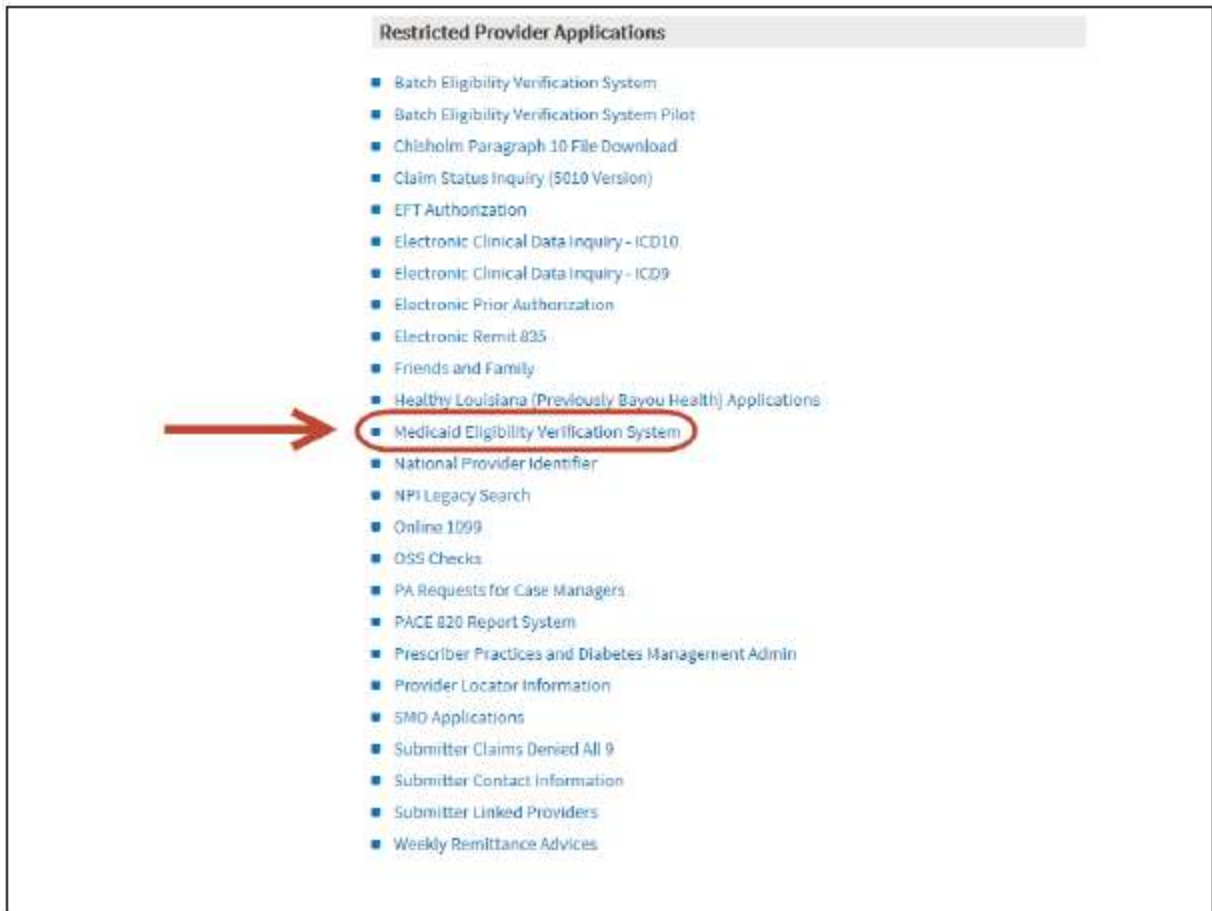 Restricted Provider Applications
Batch Eligibility Verification System
Batch Eligibility Verification System Pilot
Chisholm Paragraph 10 File Download
Claim Status Inquiry (5010 Version)
EFT Authorization
Electronic Clinical Data Inquiry - ICD10
Electronic Clinical Data Inquiry - ICD9
Electronic Prior Authorization
Electronic Remit 835
Friends and Family
Healthy Louisiana (Previously Bayou Health) Applications
Medicaid Eligibility Verification System
National Provider Identifier
NPI Legacy Search
Online 1099
OSS Checks
PA Requests for Case Managers
PACE 820 Report System
Prescriber Practices and Diabetes Management Admin
Provider Locator Information
SMO Applications
Submitter Claims Denied All 9
Submitter Contact Information
Submitter Linked Providers
Weekly Remittance Advices